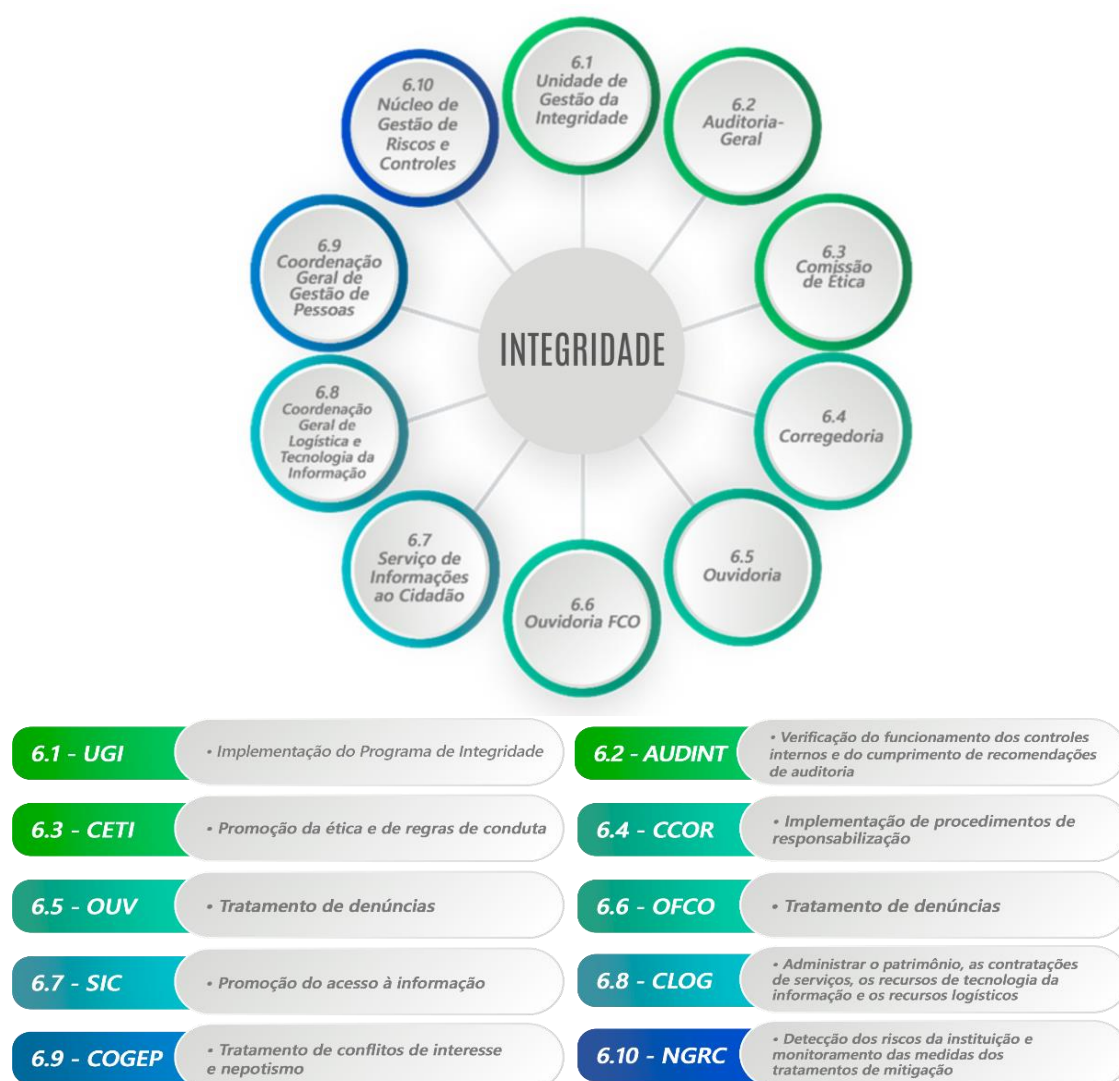 6.1
Unidade de
Gestão da
Integridade
6.2
Auditoria-
Geral
6.3
Comissão
de Ética
6.4
Corregedoria
6.5
Ouvidoria
6.6
Ouvidoria FCO
6.7
Serviço de
Informações
ao Cidadão
6.8
Coordenação
Geral de
Logística e
Tecnologia da
Informação
6.9
Coordenação
Geral de
Gestão de
Pessoas
6.10
Núcleo de
Gestão de
Riscos e
Controles
INTEGRIDADE
6.1 - UGI
• Implementação do Programa de Integridade
6.2 - AUDINT
• Verificação do funcionamento dos controles
internos e do cumprimento de recomendações
de auditoria
6.3 - CETI
• Promoção da ética e de regras de conduta
6.4 - CCOR
• Implementação de procedimentos de
responsabilização
6.5 - OUV
• Tratamento de denúncias
6.6 - OFCO
• Tratamento de denúncias
6.7 - SIC
• Promoção do acesso à informação
6.8 - CLOG
• Administrar o patrimônio, as contratações
de serviços, os recursos de tecnologia da
informação e os recursos logísticos
6.9 - COGEP
• Tratamento de conflitos de interesse
e nepotismo
6.10 - NGRC
• Detecção dos riscos da instituição e
monitoramento das medidas dos
tratamentos de mitigação